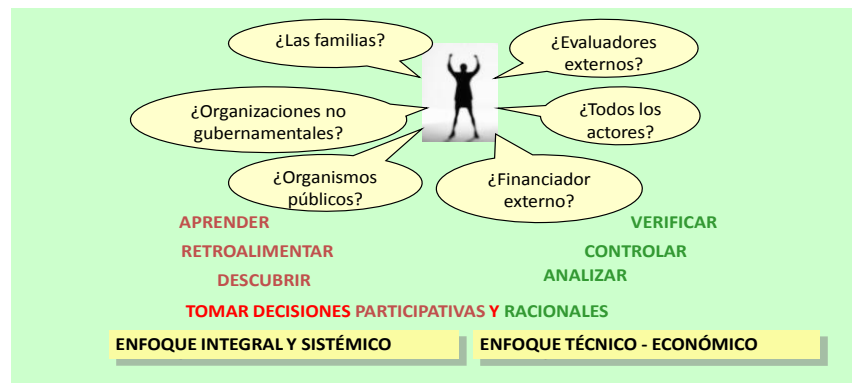 ¿Las familias?
¿Evaluadores
externos?
¿Organizaciones no
gubernamentales?
¿Todos los
actores?
¿Organismos
públicos?
¿Financiador
externo?
APRENDER
VERIFICAR
RETROALIMENTAR
CONTROLAR
DESCUBRIR
ANALIZAR
TOMAR DECISIONES PARTICIPATIVAS Y RACIONALES
ENFOQUE INTEGRAL Y SISTÉMICO
ENFOQUE TÉCNICO - ECONÓMICO